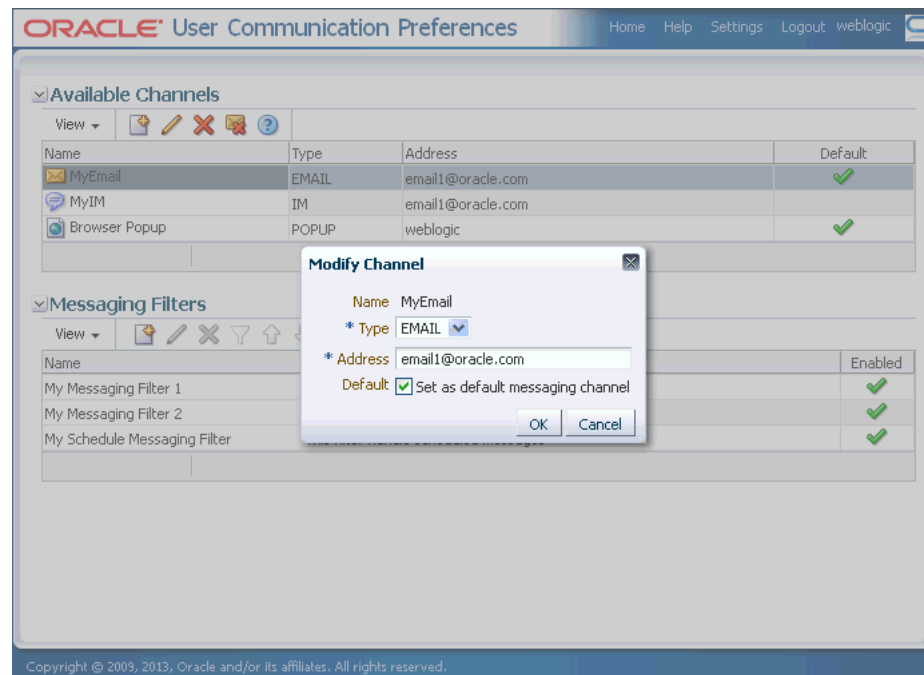 ORACLE User Communication Preferences Home Help Settings Logout weblogic
Available Channels
View
Name Type Address Default
MyEmail EMAIL email1@oracle.com
MyIM IM email1@oracle.com
Browser Popup POPUP weblogic
Modify Channel
Name MyEmail
* Type EMAIL
* Address email1@oracle.com
Default Set as default messaging channel
OK Cancel
Messaging Filters
View
Name Enabled
My Messaging Filter 1
My Messaging Filter 2
My Schedule Messaging Filter
Copyright © 2009, 2013, Oracle and/or its affiliates. All rights reserved.